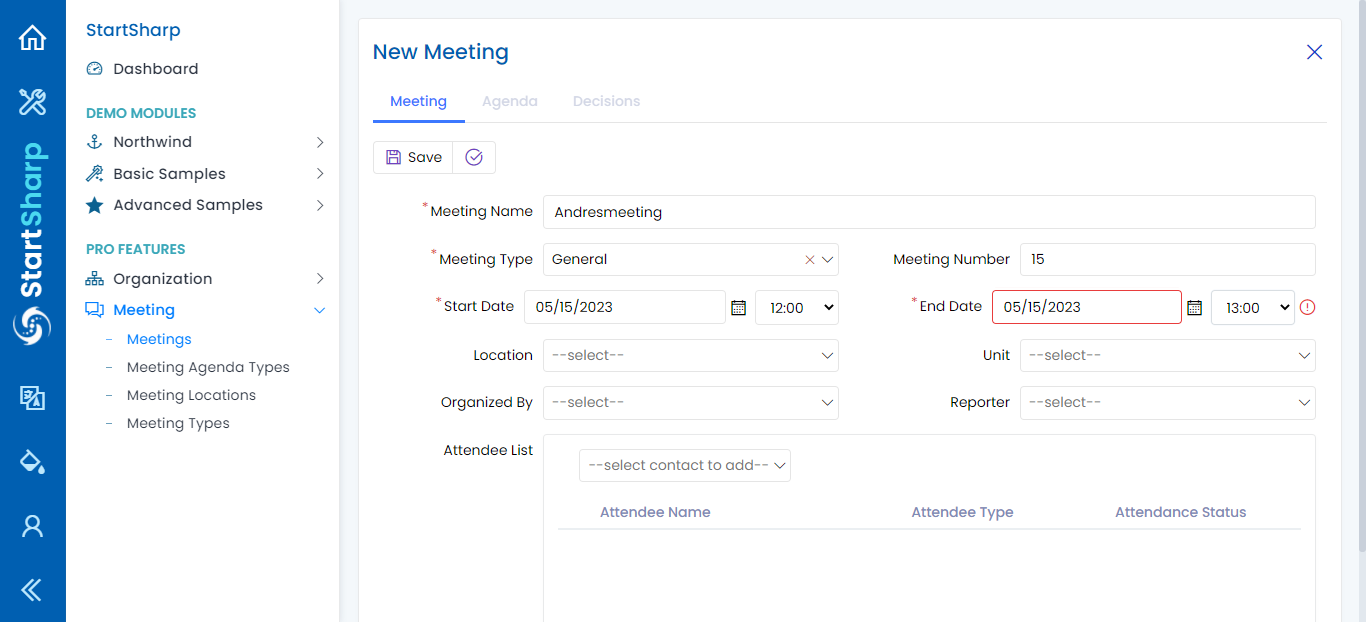 StartSharp
StartSharp
Dashboard
DEMO MODULES
Northwind
Basic Samples
Advanced Samples
PRO FEATURES
Organization
Meeting
Meetings
Meeting Agenda Types
Meeting Locations
Meeting Types
New Meeting
Meeting Agenda Decisions
Save
*Meeting Name Andresmeeting
*Meeting Type General Meeting Number 15
*Start Date 05/15/2023 12:00 *End Date 05/15/2023 13:00
Location --select-- Unit --select--
Organized By --select-- Reporter --select--
Attendee List
--select contact to add--
Attendee Name Attendee Type Attendance Status